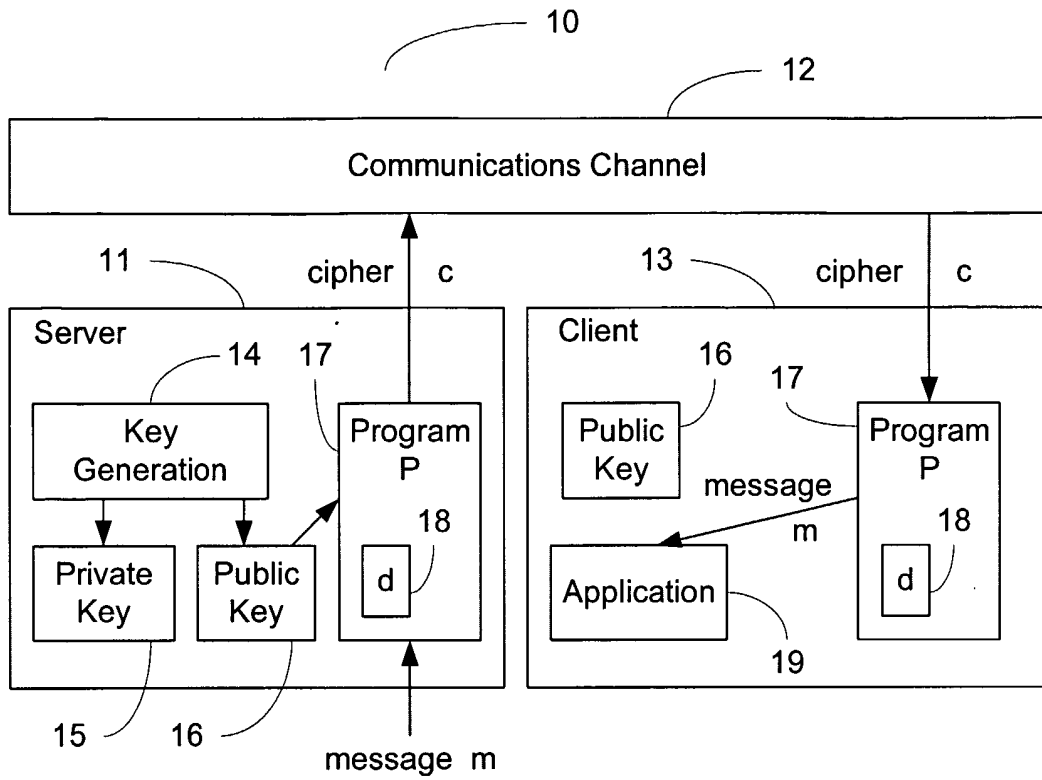 10
12
Communications Channel
11
cipher c
13
cipher c
Server
14
17
Client
16
17
Key
Generation
Program
P
Public
Key
Program
P
message
m
18
18
Private
Key
Public
Key
d
Application
d
15
16
19
message m